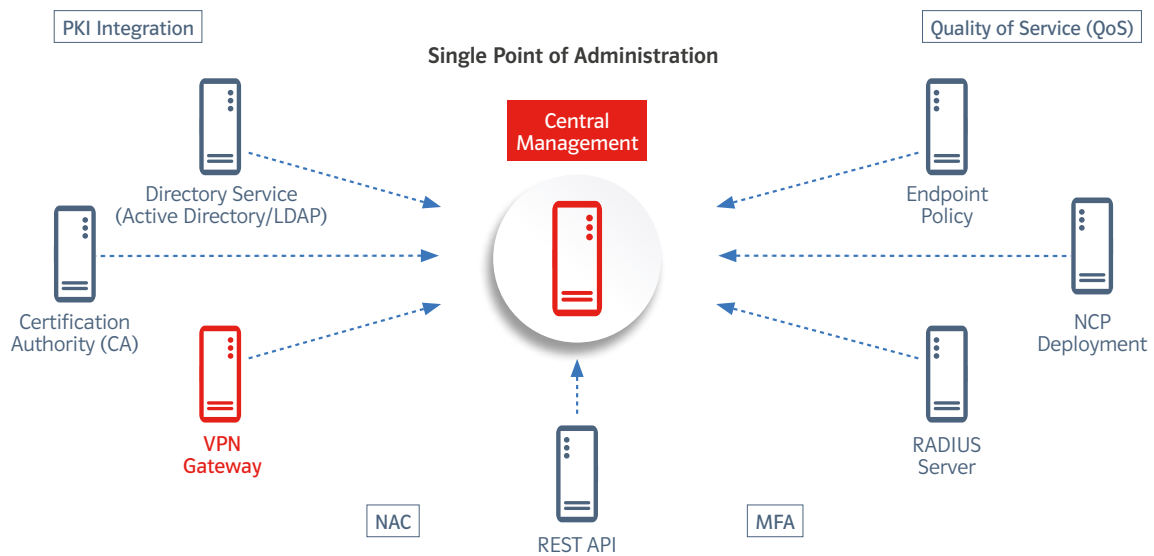 PKI Integration
Quality of Service (QoS)
Single Point of Administration
Central
Management
Directory Service
(Active Directory/LDAP)
Endpoint
Policy
Certification
Authority (CA)
NCP
Deployment
VPN
Gateway
RADIUS
Server
NAC
MFA
REST API